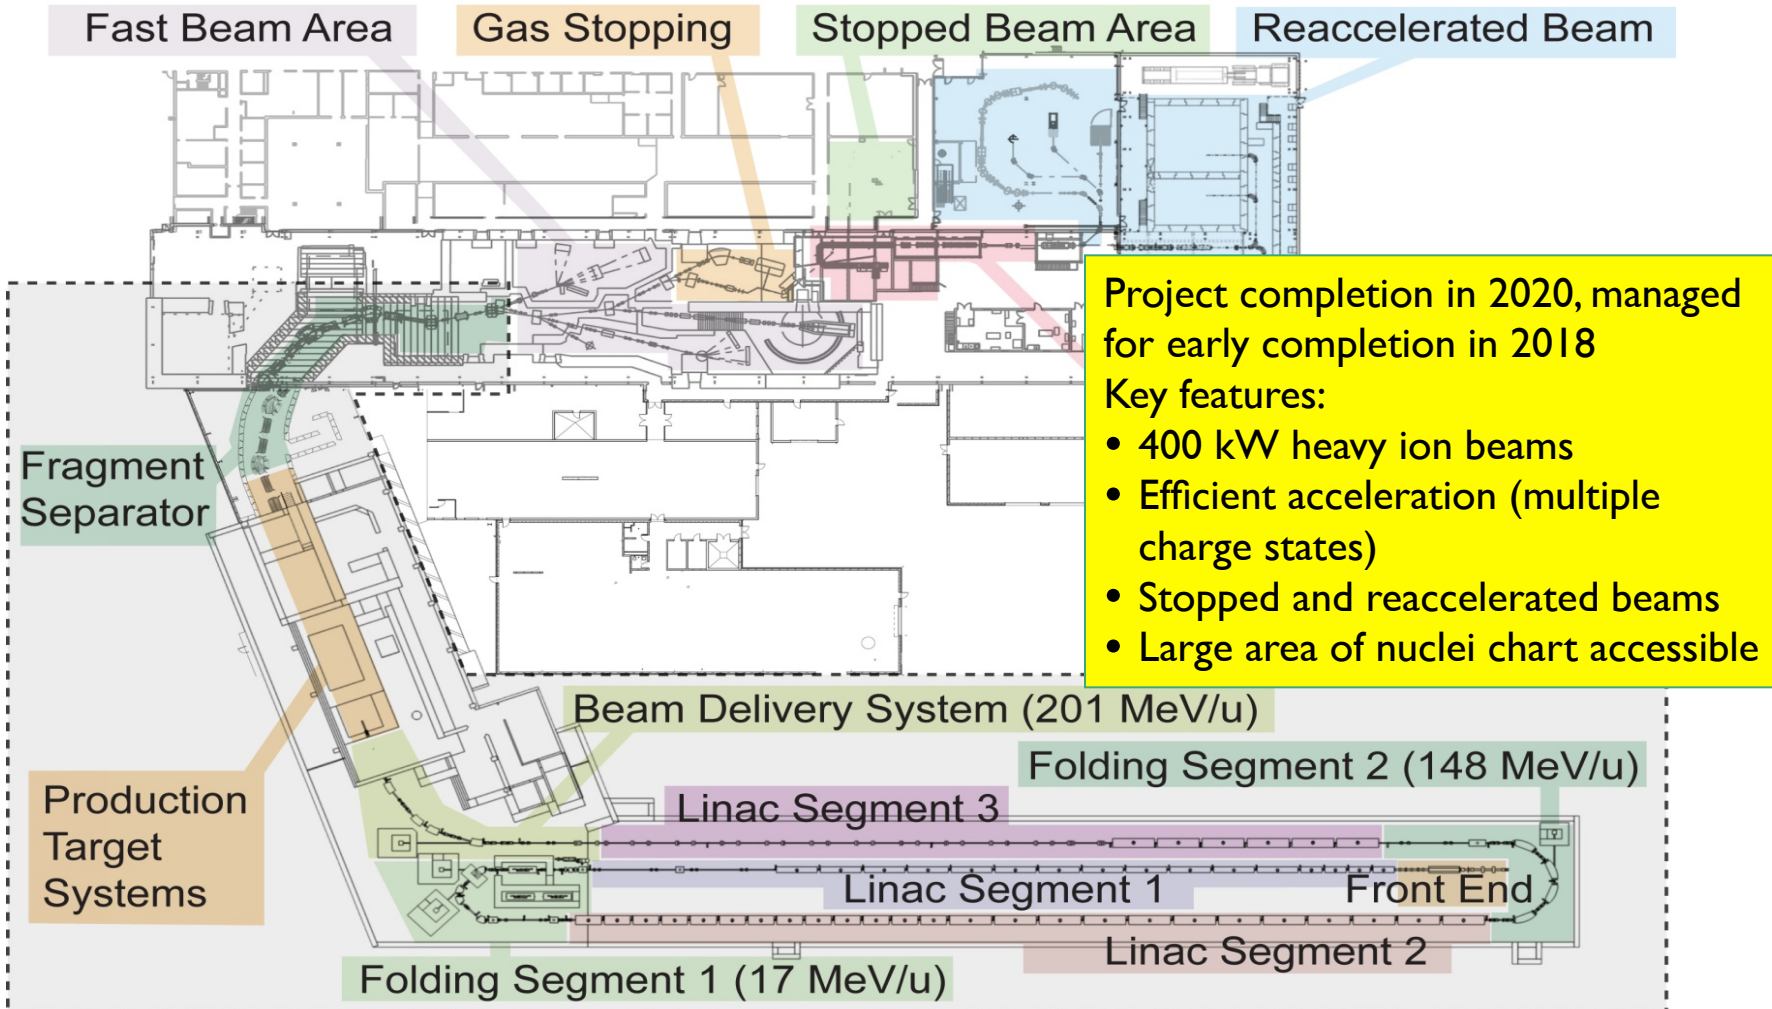 Fast Beam Area
Gas Stopping
Stopped Beam Area
Reaccelerated Beam
Project completion in 2020, managed
for early completion in 2018
Key features:
• 400 kW heavy ion beams
• Efficient acceleration (multiple
charge states)
• Stopped and reaccelerated beams
• Large area of nuclei chart accessible
Fragment
Separator
Beam Delivery System (201 MeV/u)
Folding Segment 2 (148 MeV/u)
Production
Target
Systems
Linac Segment 3
Linac Segment 1
Front End
Linac Segment 2
Folding Segment 1 (17 MeV/u)